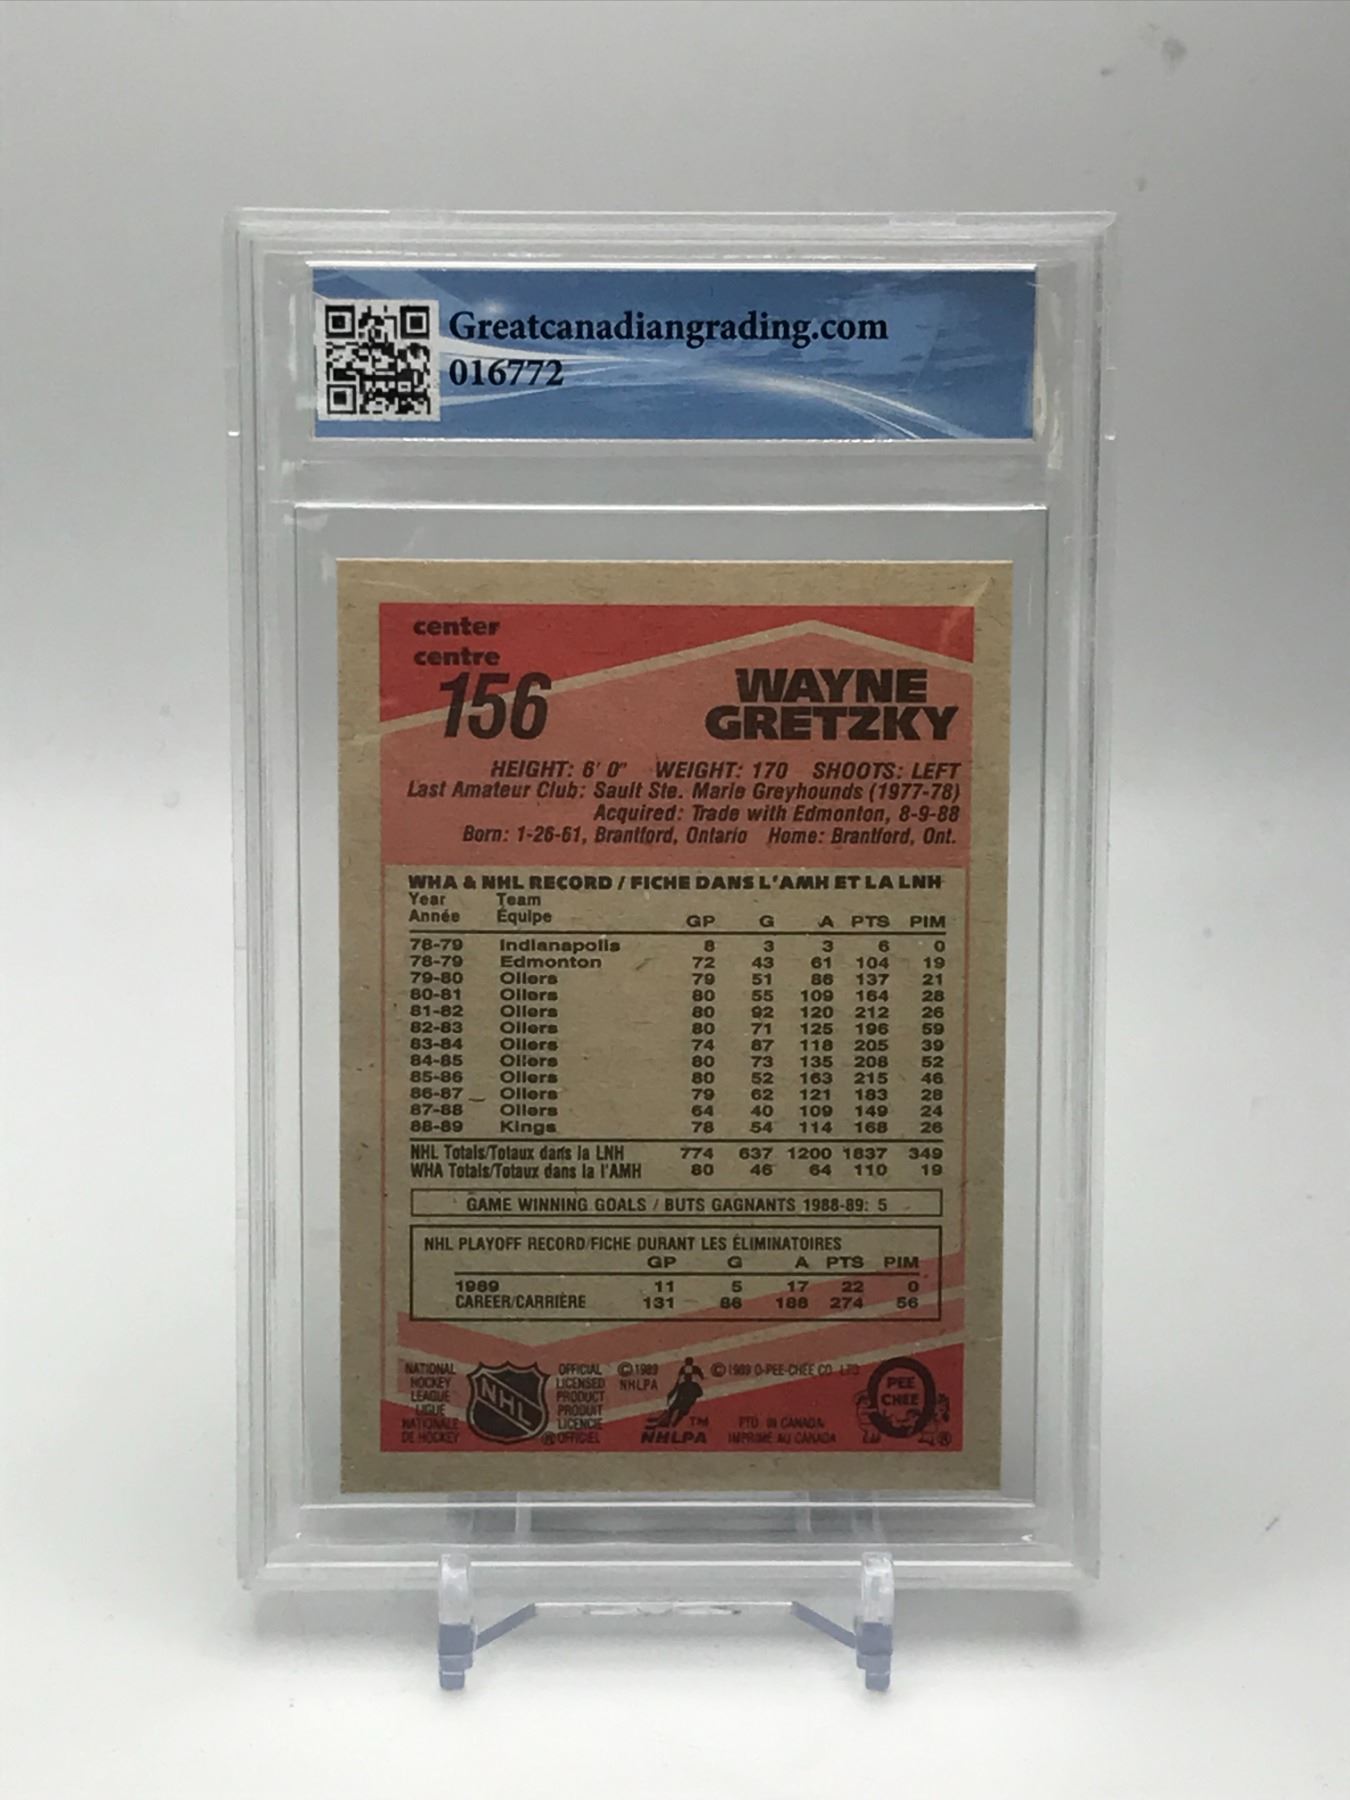 Greatcanadiangrading.com
016772
center
centre
156
WAYNE
GRETZKY
HEIGHT: 6' 0" WEIGHT: 170 SHOOTS: LEFT
Last Amateur Club: Sault Ste. Marie Greyhounds (1977-78)
Acquired: Trade with Edmonton, 8-9-88
Born: 1-26-61, Brantford, Ontario Home: Brantford, Ont.
WHA & NHL RECORD / FICHE DANS L'AMH ET LA LNH
Year Team
Année Équipe GP G A PTS PIM
78-79 Indianapolis 8 3 3 6 0
78-79 Edmonton 72 43 61 104 19
79-80 Oilers 79 51 86 137 21
80-81 Oilers 80 55 109 164 28
81-82 Oilers 80 92 120 212 26
82-83 Oilers 80 71 125 196 59
83-84 Oilers 74 87 118 205 39
84-85 Oilers 80 73 135 208 52
85-86 Oilers 80 52 163 215 46
86-87 Oilers 79 62 121 183 28
87-88 Oilers 64 40 109 149 24
88-89 Kings 78 54 114 168 26
NHL Totals/Totaux dans la LNH 774 637 1200 1837 349
WHA Totals/Totaux dans la l'AMH 80 46 64 110 19
GAME WINNING GOALS / BUTS GAGNANTS 1988-89: 5
NHL PLAYOFF RECORD/FICHE DURANT LES ÉLIMINATOIRES
GP G A PTS PIM
1989 11 5 17 22 0
CAREER/CARRIÈRE 131 86 188 274 56
NATIONAL
HOCKEY
LEAGUE
LIGUE
NATIONALE
DE HOCKEY
NHL
OFFICIAL
LICENSED
PRODUCT
PRODUIT
LICENCIE
® OFFICIEL
©1989
NHLPA
TM
NHLPA
© 1989 O-PEE-CHEE CO. LTD.
PTD. IN CANADA
IMPRIME AU CANADA
PEE
CHEE
®